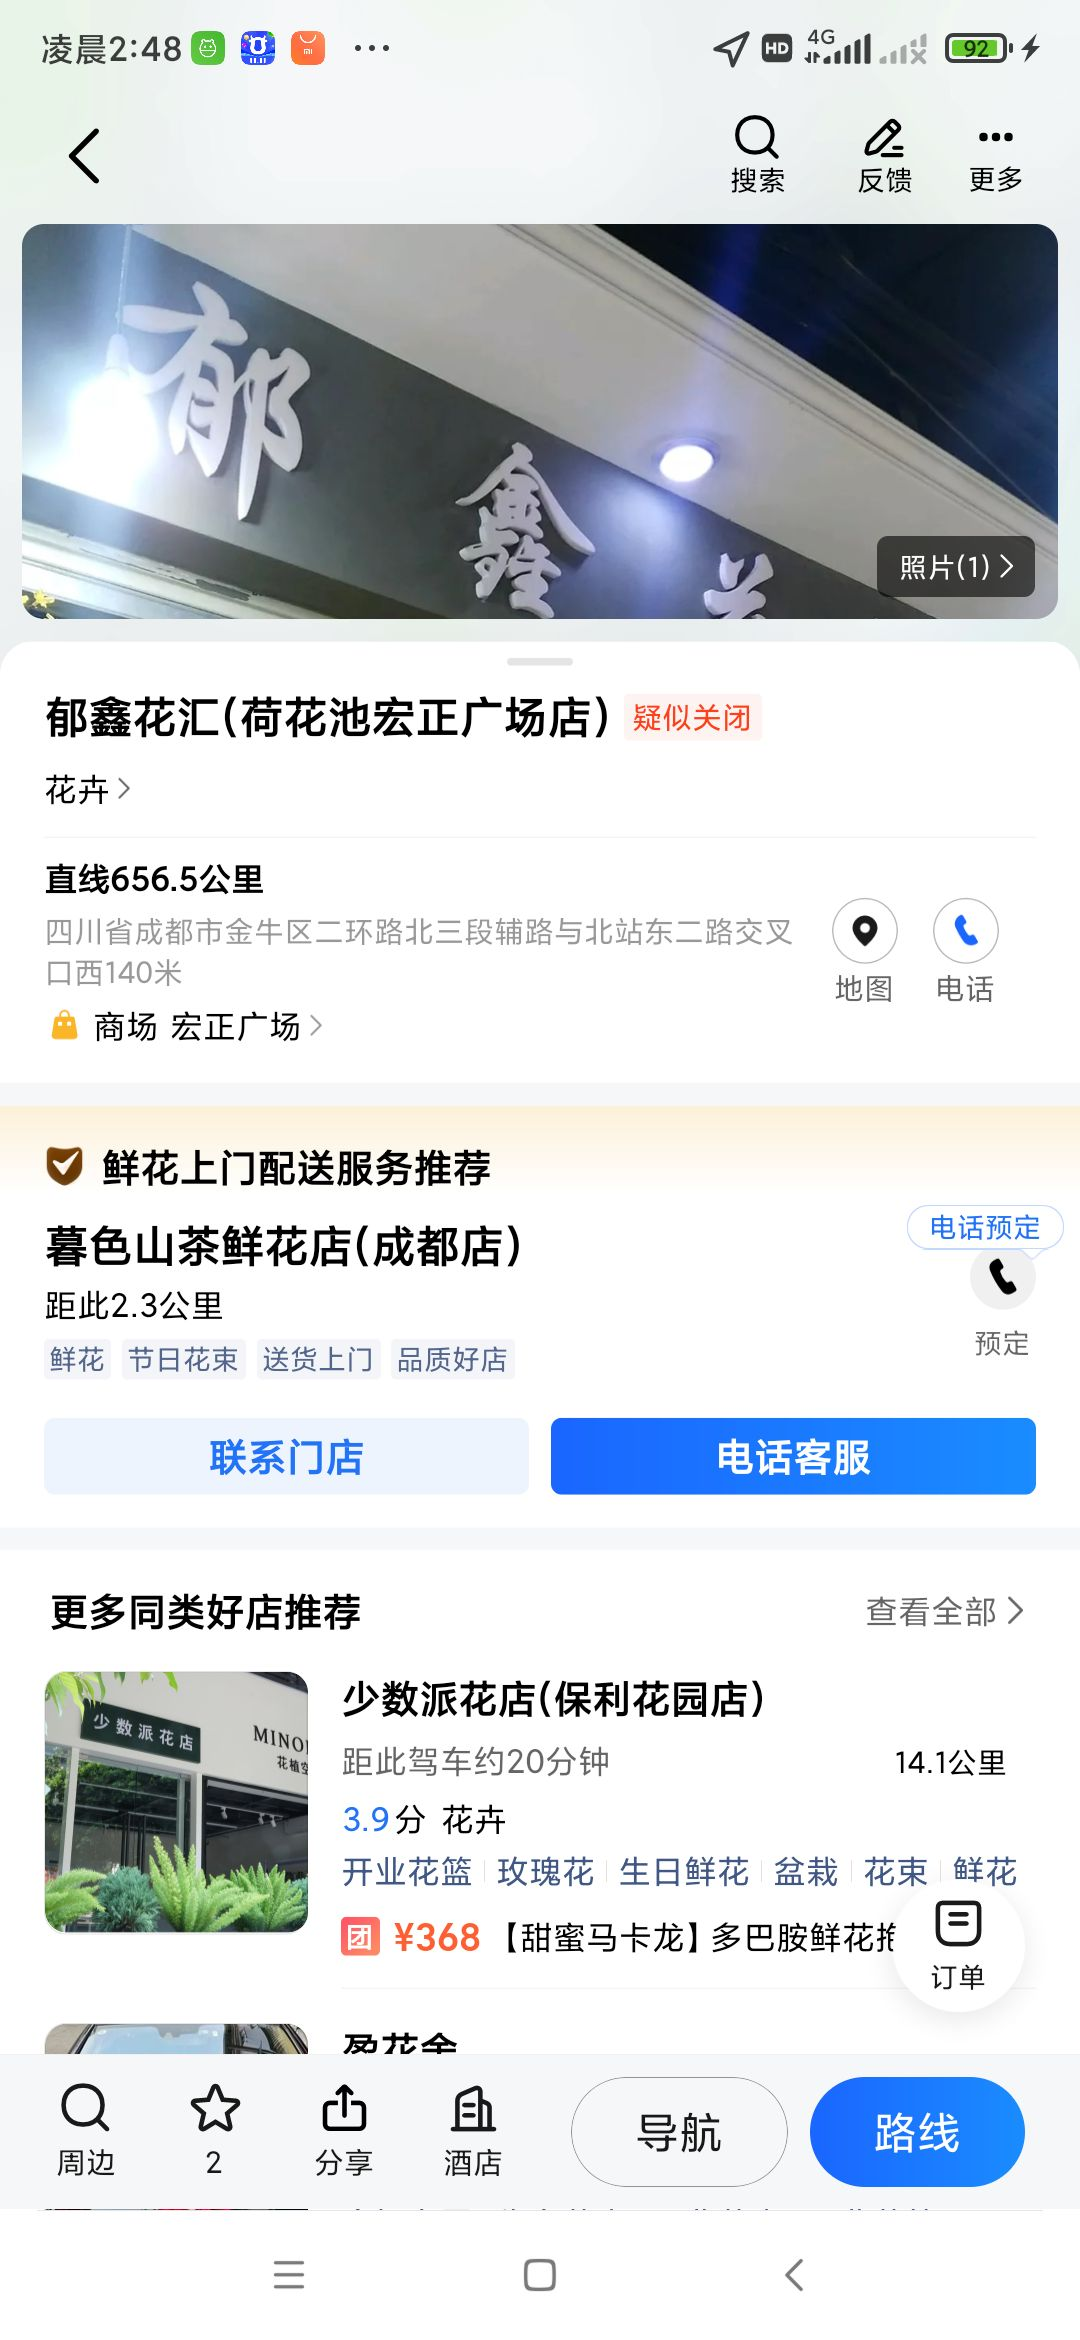 凌晨2:48
HD 4G 92
搜索 反馈 更多
郁鑫
照片(1)
郁鑫花汇(荷花池宏正广场店) 疑似关闭
花卉
直线656.5公里
四川省成都市金牛区二环路北三段辅路与北站东二路交叉
口西140米
地图 电话
商场 宏正广场
鲜花上门配送服务推荐
暮色山茶鲜花店(成都店)
电话预定
距此2.3公里
预定
鲜花 节日花束 送货上门 品质好店
联系门店 电话客服
更多同类好店推荐 查看全部
少数派花店
MINO
花植
少数派花店(保利花园店)
距此驾车约20分钟 14.1公里
3.9分 花卉
开业花篮 玫瑰花 生日鲜花 盆栽 花束 鲜花
团 ¥368 【甜蜜马卡龙】多巴胺鲜花
订单
盈花舍
周边 2 分享 酒店 导航 路线